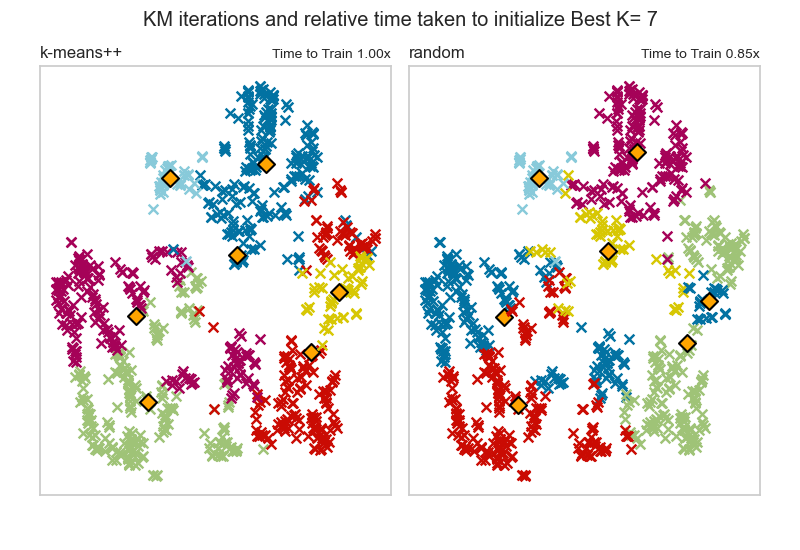 KM iterations and relative time taken to initialize Best K= 7
k-means++ Time to Train 1.00x
random Time to Train 0.85x